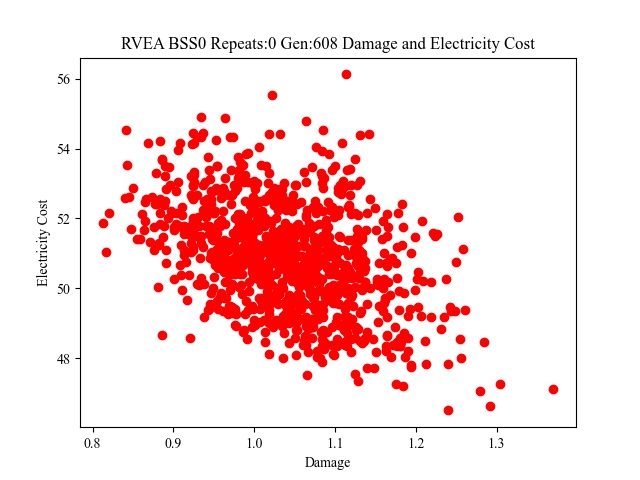 RVEA BSS0 Repeats:0 Gen:608 Damage and Electricity Cost
56
54
52
50
48
Electricity Cost
0.8 0.9 1.0 1.1 1.2 1.3
Damage